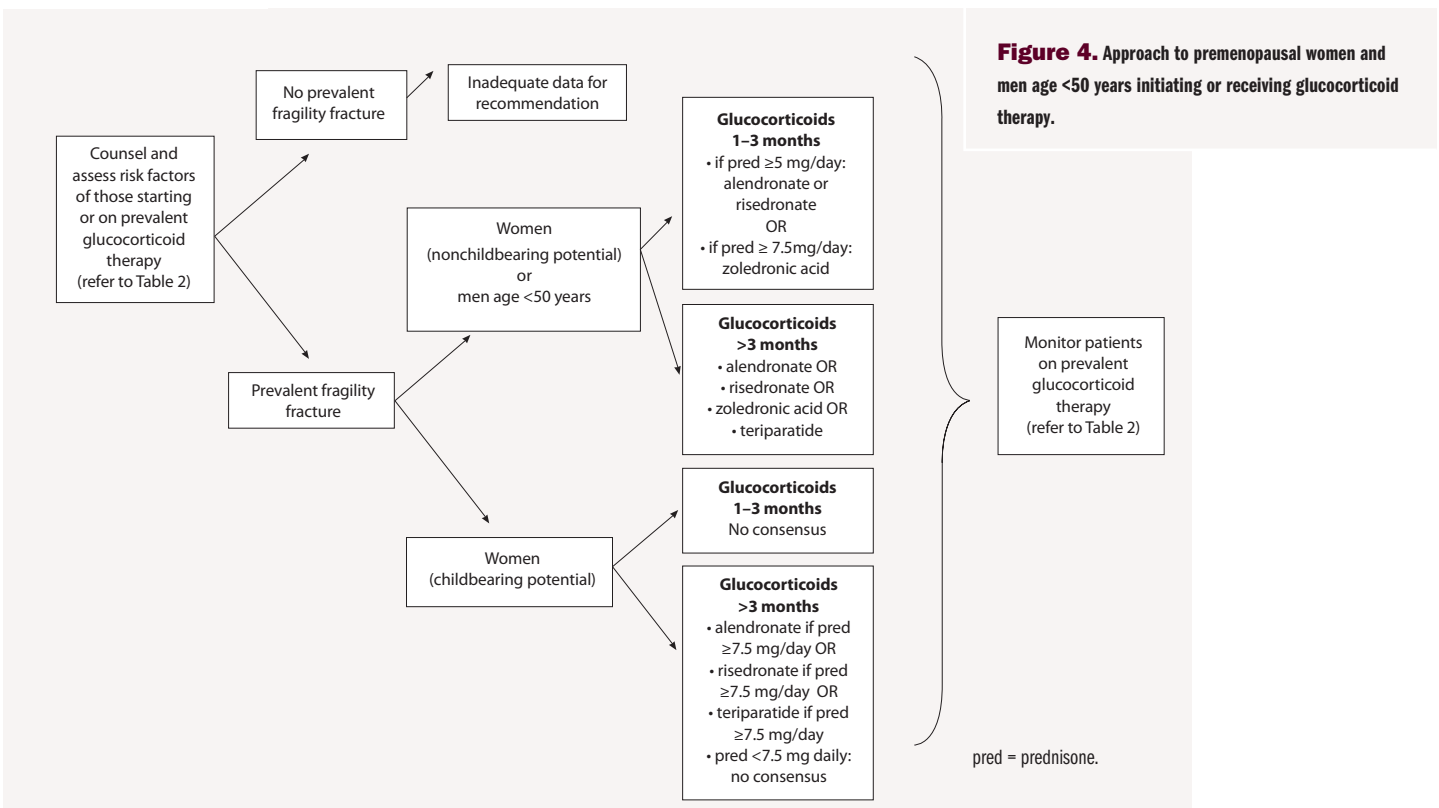 Figure 4. Approach to premenopausal women and
men age <50 years initiating or receiving glucocorticoid
therapy.
Counsel and
assess risk factors
of those starting
or on prevalent
glucocorticoid
therapy
(refer to Table 2)
No prevalent
fragility fracture
Inadequate data for
recommendation
Prevalent fragility
fracture
Women
(nonchildbearing potential)
or
men age <50 years
Glucocorticoids
1–3 months
• if pred ≥5 mg/day:
alendronate or
risedronate
OR
• if pred ≥ 7.5mg/day:
zoledronic acid
Glucocorticoids
>3 months
• alendronate OR
• risedronate OR
• zoledronic acid OR
• teriparatide
Women
(childbearing potential)
Glucocorticoids
1–3 months
No consensus
Glucocorticoids
>3 months
• alendronate if pred
≥7.5 mg/day OR
• risedronate if pred
≥7.5 mg/day OR
• teriparatide if pred
≥7.5 mg/day
• pred <7.5 mg daily:
no consensus
Monitor patients
on prevalent
glucocorticoid
therapy
(refer to Table 2)
pred = prednisone.